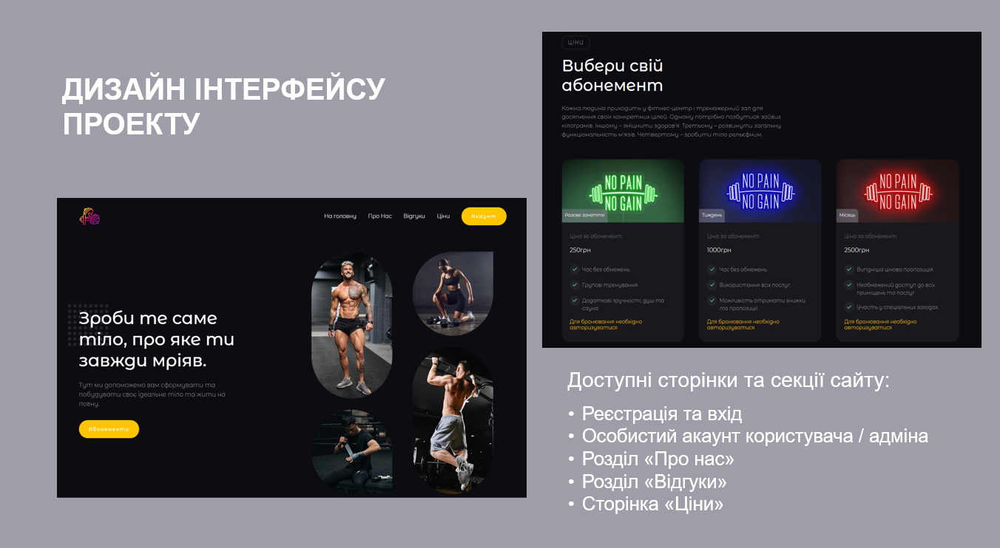 ДИЗАЙН ІНТЕРФЕЙСУ
ПРОЕКТУ
На головну
Про Нас
Відгуки
Ціни
Акаунт
Зроби те саме
тіло, про яке ти
завжди мріяв.
Тут ми допоможемо вам сформувати та
побудувати своє ідеальне тіло та жити на
повну.
Абонементи
ЦІНИ
Вибери свій
абонемент
Кожна людина приходить у фітнес-центр і тренажерний зал для
досягнення своїх конкретних цілей. Одному потрібно позбутися зайвих
кілограмів. Іншому – зміцнити здоров'я. Третьому – розвинути загальну
функціональність м'язів. Четвертому – зробити тіло рельєфним.
NO PAIN
NO GAIN
Разове заняття
Ціна за абонемент
250грн
Час без обмежень.
Групові тренування.
Додаткові зручності, душ та
сауна.
Для бронювання необхідно
авторизуватися
NO PAIN
NO GAIN
Тиждень
Ціна за абонемент
1000грн
Час без обмежень.
Використання всіх послуг.
Можливість отримати знижки
та пропозиції.
Для бронювання необхідно
авторизуватися
NO PAIN
NO GAIN
Місяць
Ціна за абонемент
2500грн
Вигідніша цінова пропозиція.
Необмежений доступ до всіх
приміщень та послуг.
Участь у спеціальних заходах.
Для бронювання необхідно
авторизуватися
Доступні сторінки та секції сайту:
• Реєстрація та вхід
• Особистий акаунт користувача / адміна
• Розділ «Про нас»
• Розділ «Відгуки»
• Сторінка «Ціни»